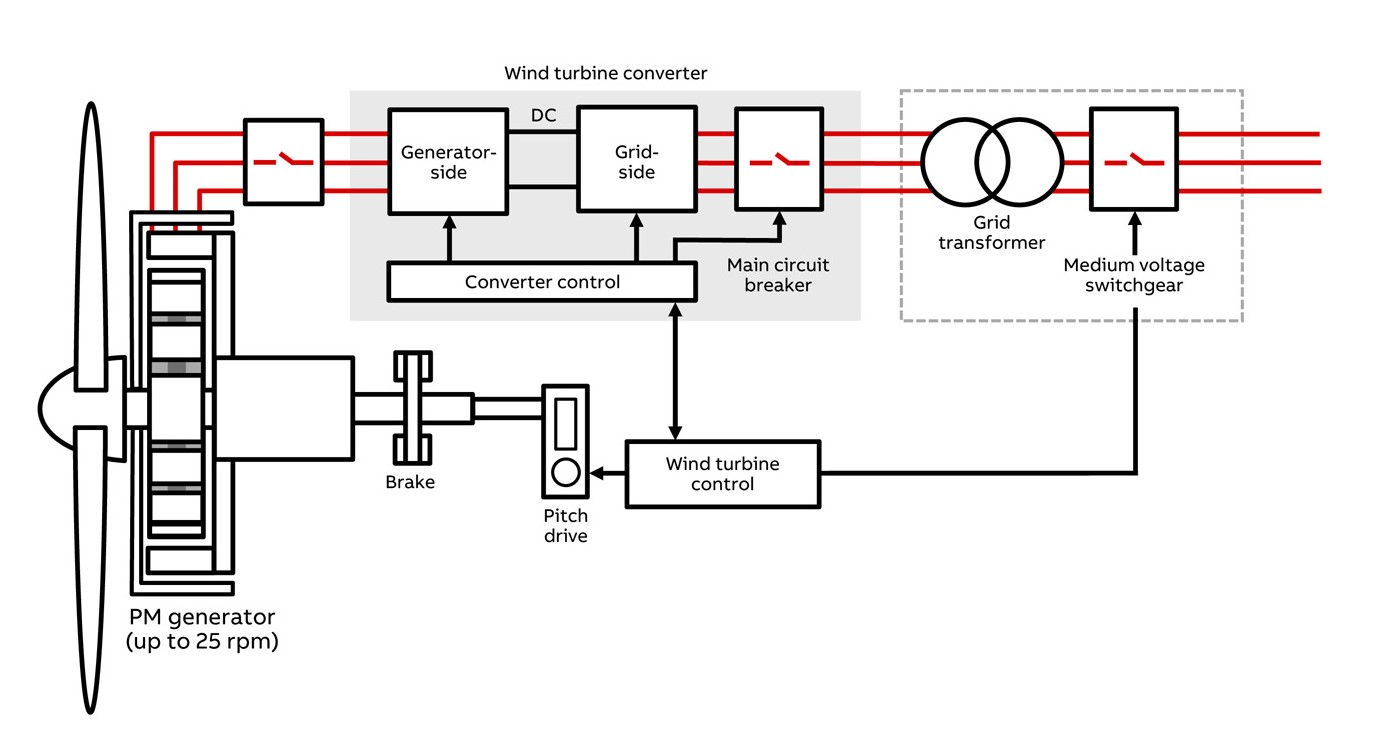 Wind turbine converter
DC
Generator-
side
Grid-
side
Grid
transformer
Main circuit
breaker
Medium voltage
switchgear
Converter control
Wind turbine
control
Brake
Pitch
drive
PM generator
(up to 25 rpm)